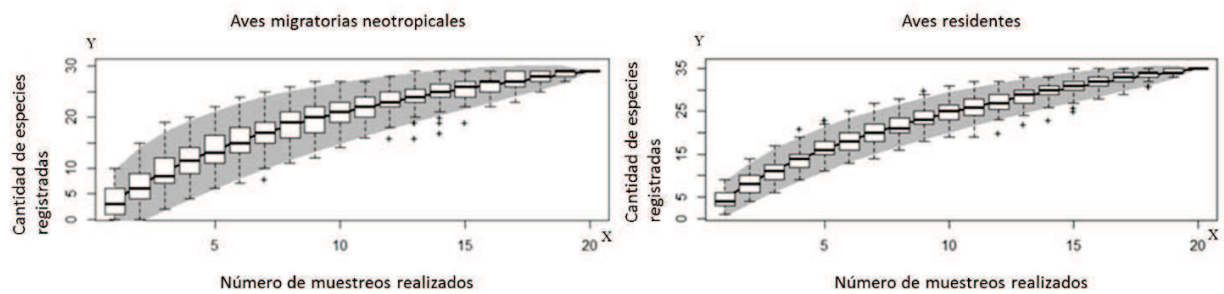 Aves migratorias neotropicales
Y
Cantidad de especies
registradas
30
20
10
0
5
10
15
20
X
Número de muestreos realizados
Aves residentes
Y
Cantidad de especies
registradas
35
25
15
5
0
5
10
15
20
X
Número de muestreos realizados